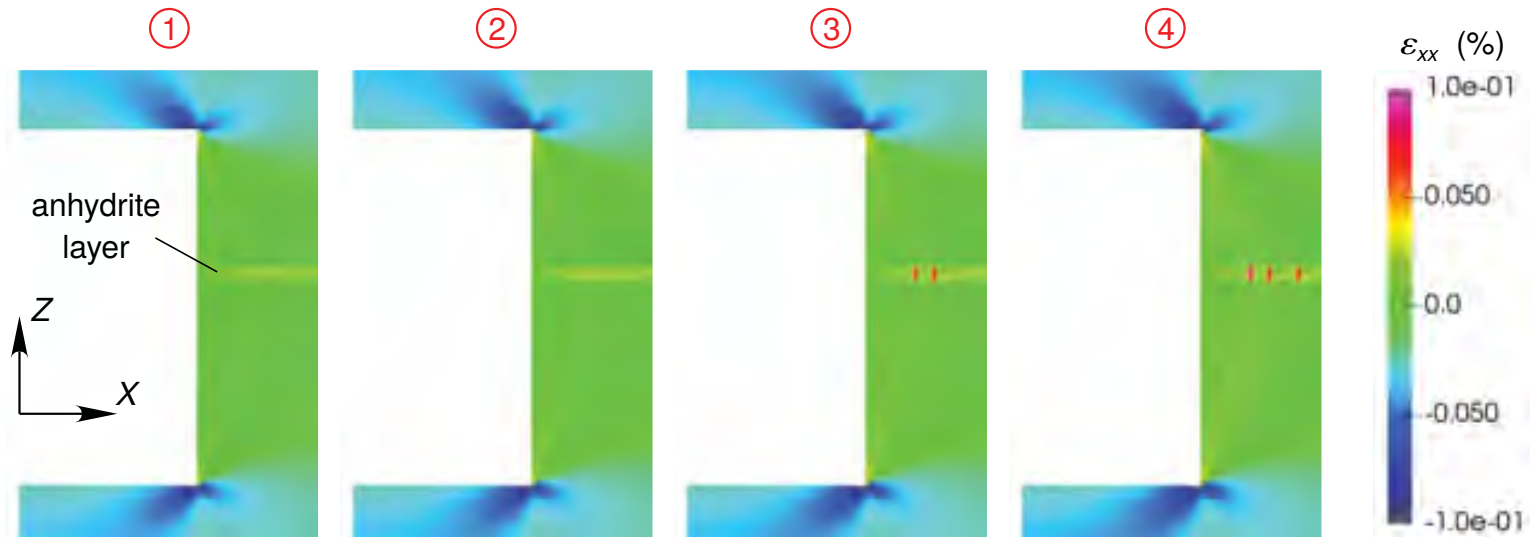 ① ② ③ ④
εxx (%)
1.0e-01
0.050
0.0
-0.050
-1.0e-01
anhydrite
layer
Z
X